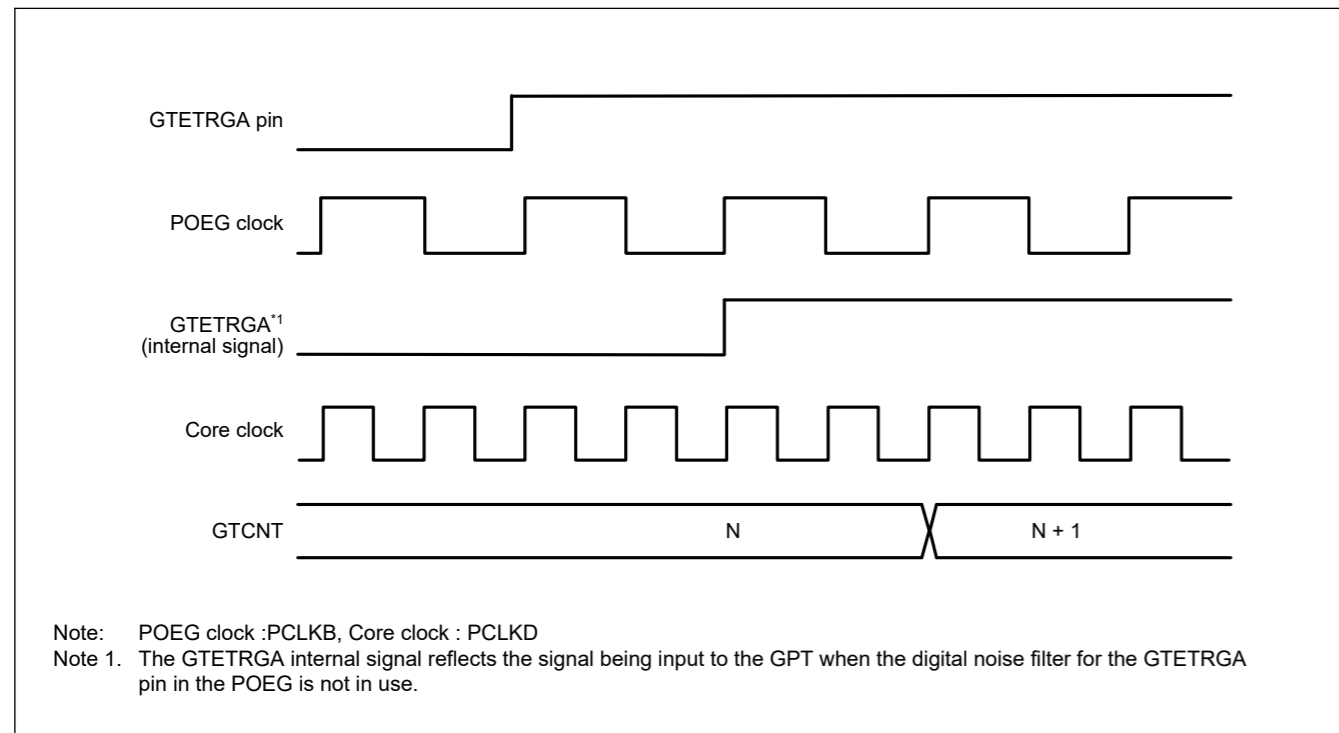 GTETRGA pin
POEG clock
GTETRGA*1
(internal signal)
Core clock
GTCNT N N + 1
Note: POEG clock :PCLKB, Core clock : PCLKD
Note 1. The GTETRGA internal signal reflects the signal being input to the GPT when the digital noise filter for the GTETRGA
pin in the POEG is not in use.